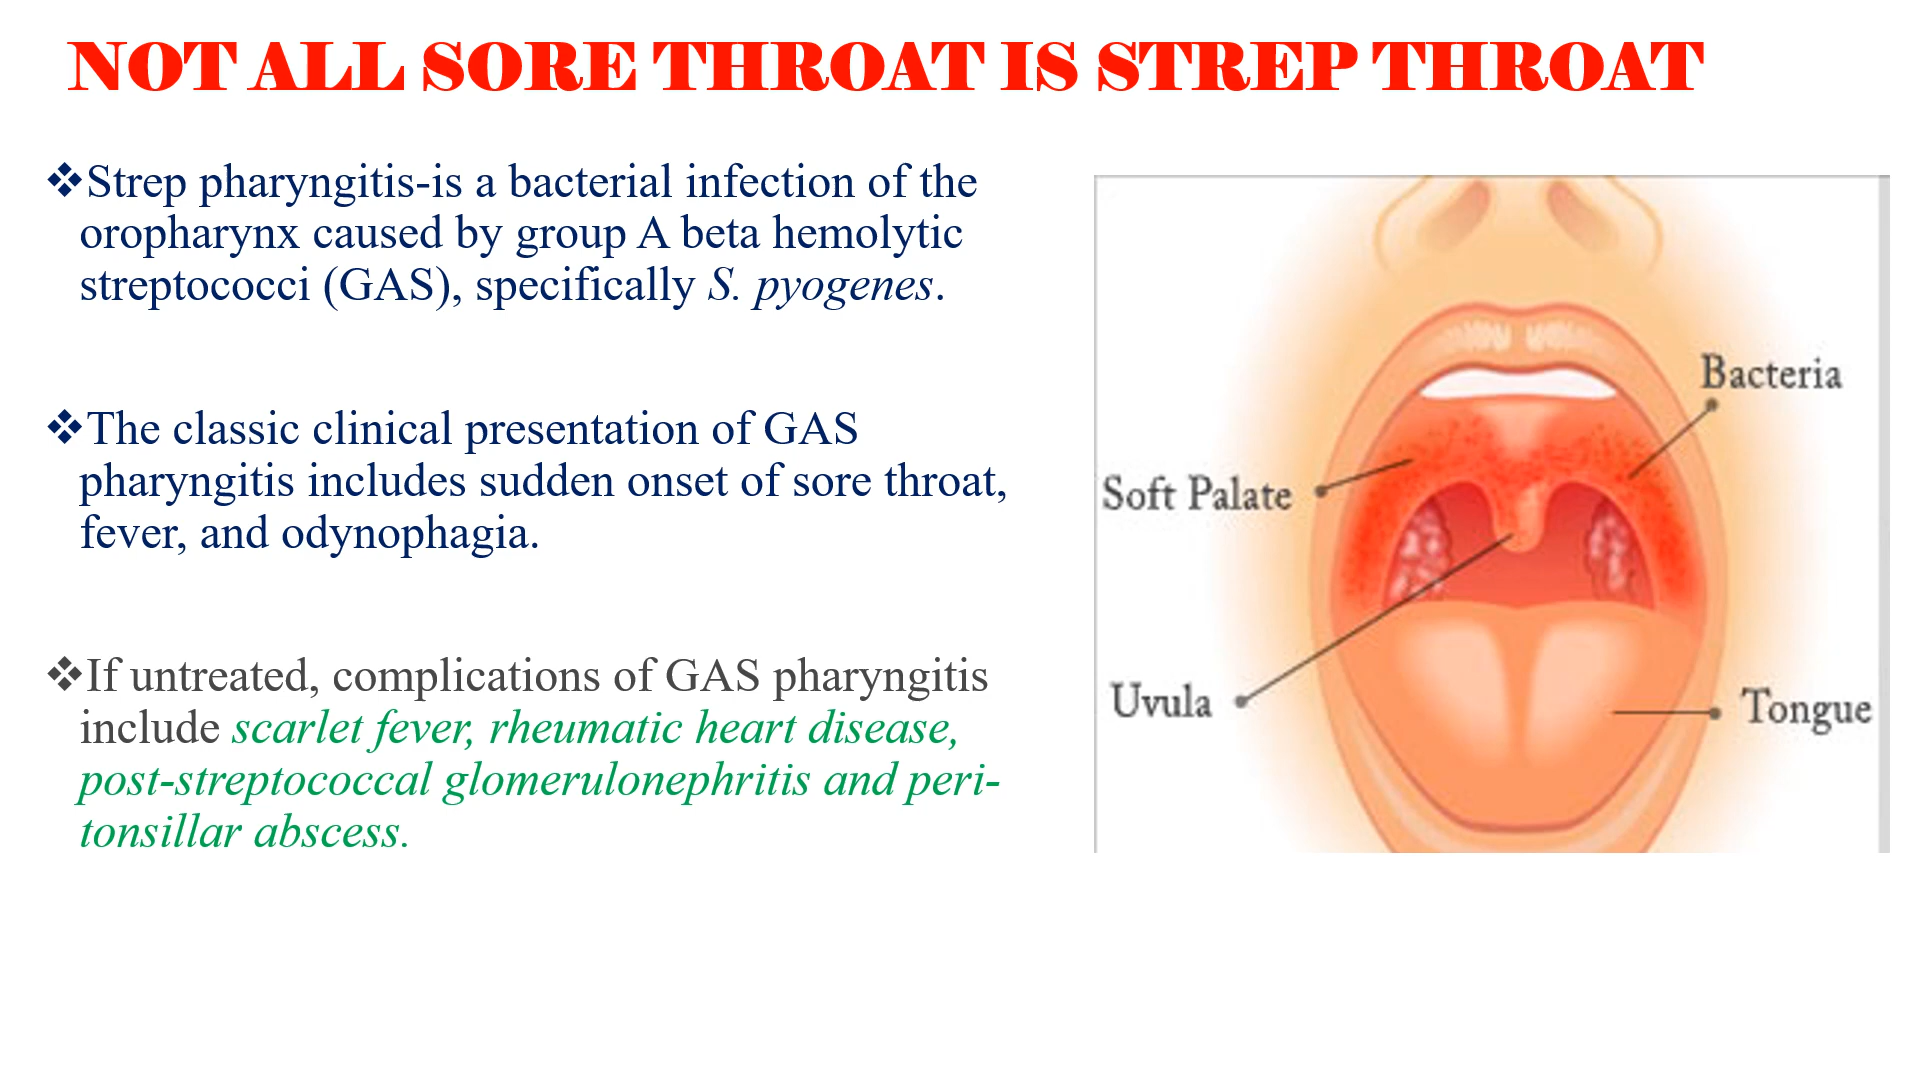 NOT ALL SORE THROAT IS STREP THROAT
❖Strep pharyngitis-is a bacterial infection of the
oropharynx caused by group A beta hemolytic
streptococci (GAS), specifically S. pyogenes.
❖The classic clinical presentation of GAS
pharyngitis includes sudden onset of sore throat,
fever, and odynophagia.
❖If untreated, complications of GAS pharyngitis
include scarlet fever, rheumatic heart disease,
post-streptococcal glomerulonephritis and peri-
tonsillar abscess.
Bacteria
Soft Palate
Uvula
Tongue